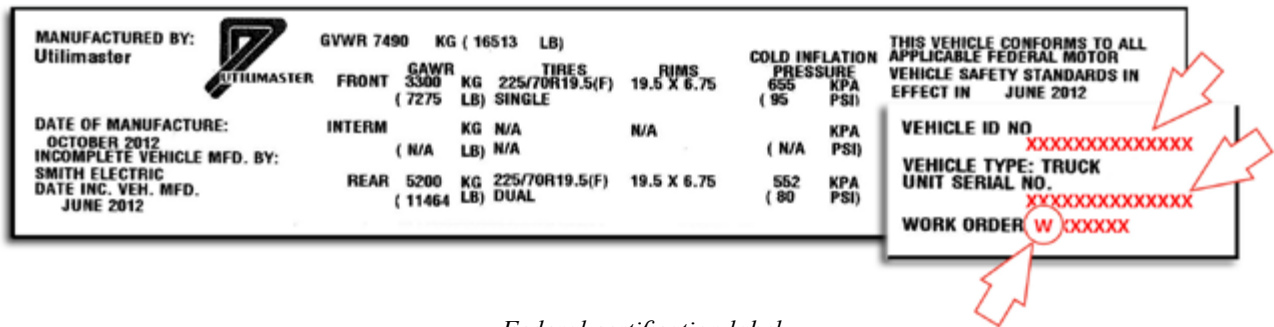 MANUFACTURED BY:
Utilimaster
UTILIMASTER
GVWR 7490 KG ( 16513 LB)
GAWR TIRES RIMS COLD INFLATION PRESSURE
FRONT 3300 KG 225/70R19.5(F) 19.5 X 6.75 655 KPA
( 7275 LB) SINGLE ( 95 PSI)
THIS VEHICLE CONFORMS TO ALL
APPLICABLE FEDERAL MOTOR
VEHICLE SAFETY STANDARDS IN
EFFECT IN JUNE 2012
DATE OF MANUFACTURE:
OCTOBER 2012
INCOMPLETE VEHICLE MFD. BY:
SMITH ELECTRIC
DATE INC. VEH. MFD.
JUNE 2012
INTERM KG N/A N/A KPA
( N/A LB) N/A ( N/A PSI)
REAR 5200 KG 225/70R19.5(F) 19.5 X 6.75 552 KPA
( 11464 LB) DUAL ( 80 PSI)
VEHICLE ID NO
XXXXXXXXXXXXXX
VEHICLE TYPE: TRUCK
UNIT SERIAL NO.
XXXXXXXXXXXXXX
WORK ORDER W XXXXXX